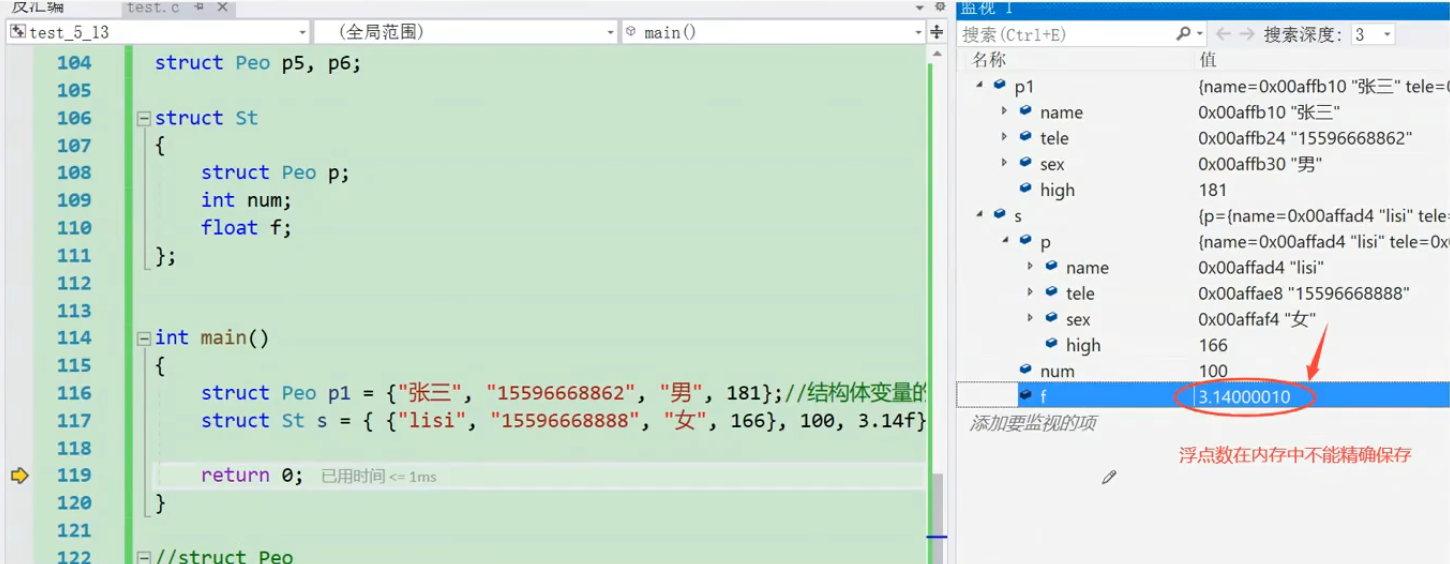 反汇编 test.c
test_5_13 (全局范围) main()
104 struct Peo p5, p6;
105
106 struct St
107 {
108 struct Peo p;
109 int num;
110 float f;
111 };
112
113
114 int main()
115 {
116 struct Peo p1 = {"张三", "15596668862", "男", 181};//结构体变量的
117 struct St s = { {"lisi", "15596668888", "女", 166}, 100, 3.14f}
118
119 return 0; 已用时间 <= 1ms
120 }
121
122 //struct Peo
监视 1
搜索(Ctrl+E) 搜索深度: 3
名称 值
p1 {name=0x00affb10 "张三" tele=0
name 0x00affb10 "张三"
tele 0x00affb24 "15596668862"
sex 0x00affb30 "男"
high 181
s {p={name=0x00affad4 "lisi" tele=
p {name=0x00affad4 "lisi" tele=0x0
name 0x00affad4 "lisi"
tele 0x00affae8 "15596668888"
sex 0x00affaf4 "女"
high 166
num 100
f 3.14000010
添加要监视的项
浮点数在内存中不能精确保存